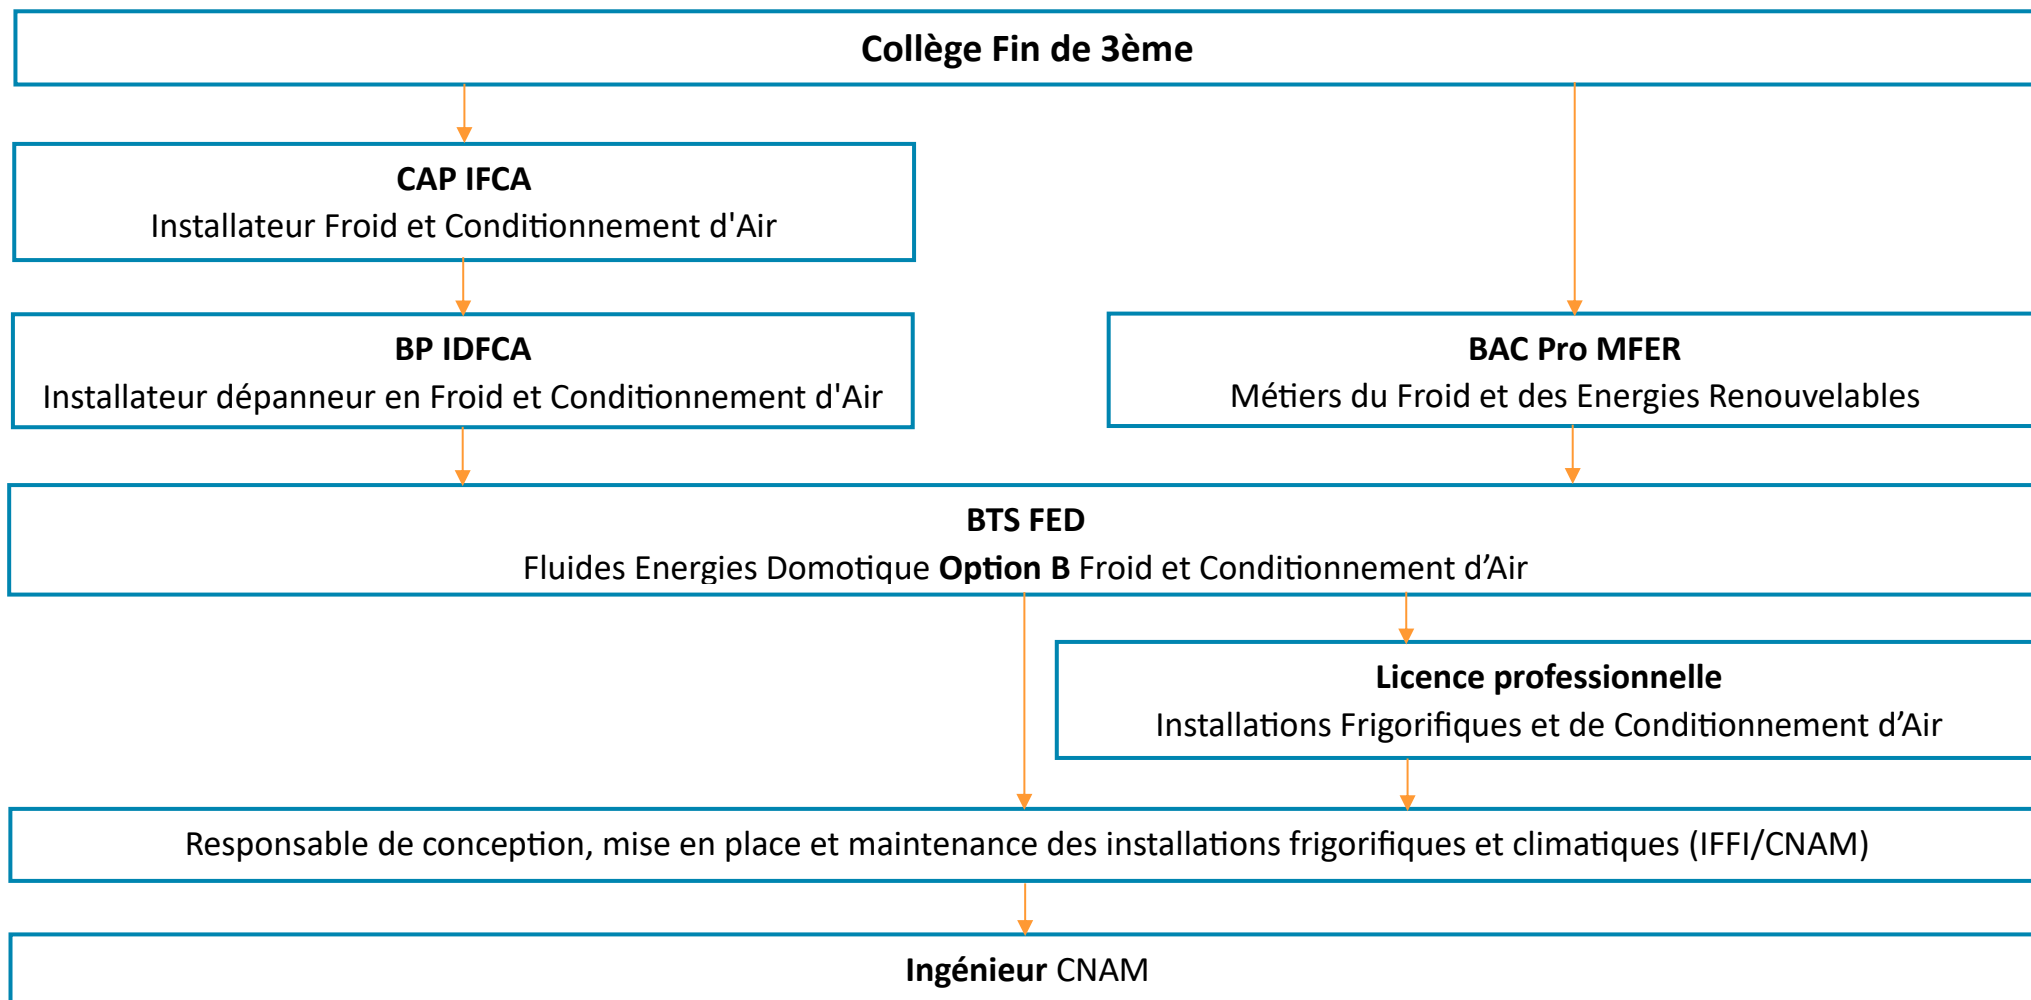 Collège Fin de 3ème
CAP IFCA
Installateur Froid et Conditionnement d'Air
BP IDFCA
Installateur dépanneur en Froid et Conditionnement d'Air
BAC Pro MFER
Métiers du Froid et des Energies Renouvelables
BTS FED
Fluides Energies Domotique Option B Froid et Conditionnement d’Air
Licence professionnelle
Installations Frigorifiques et de Conditionnement d’Air
Responsable de conception, mise en place et maintenance des installations frigorifiques et climatiques (IFFI/CNAM)
Ingénieur CNAM